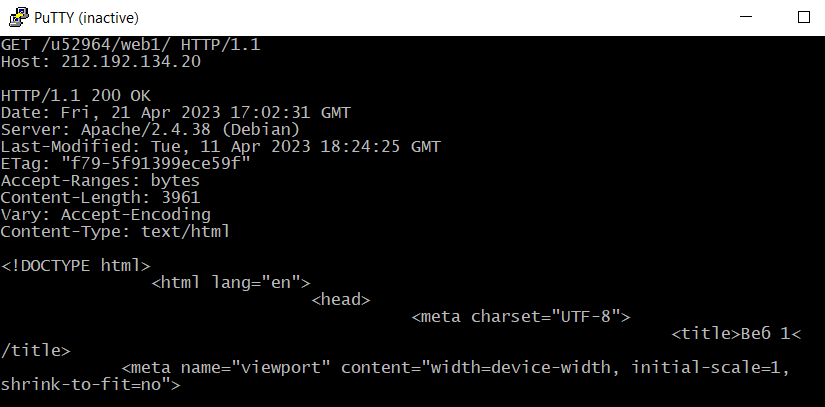 PuTTY (inactive)
GET /u52964/web1/ HTTP/1.1
Host: 212.192.134.20
HTTP/1.1 200 OK
Date: Fri, 21 Apr 2023 17:02:31 GMT
Server: Apache/2.4.38 (Debian)
Last-Modified: Tue, 11 Apr 2023 18:24:25 GMT
ETag: "f79-5f91399ece59f"
Accept-Ranges: bytes
Content-Length: 3961
Vary: Accept-Encoding
Content-Type: text/html
<!DOCTYPE html>
<html lang="en">
<head>
<meta charset="UTF-8">
<title>Веб 1<
/title>
<meta name="viewport" content="width=device-width, initial-scale=1,
shrink-to-fit=no">